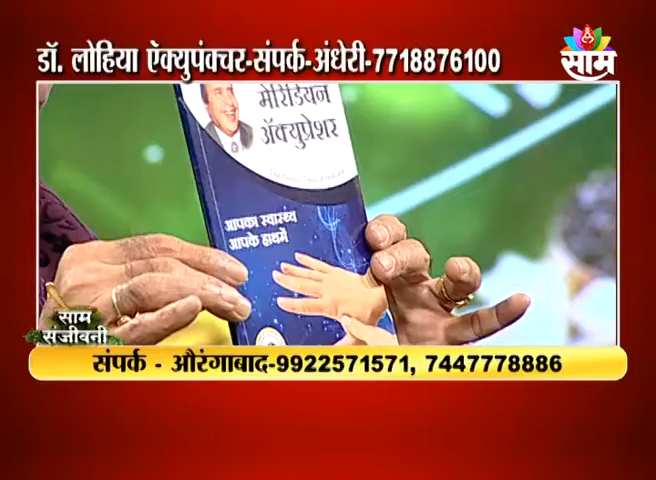 डॉ. लोहिया ऍक्युपंक्चर-संपर्क-अंधेरी-7718876100
साम
मेरिडियन
ॲक्युप्रेशर
आपका स्वास्थ्य
आपके हाथमें
साम
संजीवनी
संपर्क - औरंगाबाद-9922571571, 7447778886